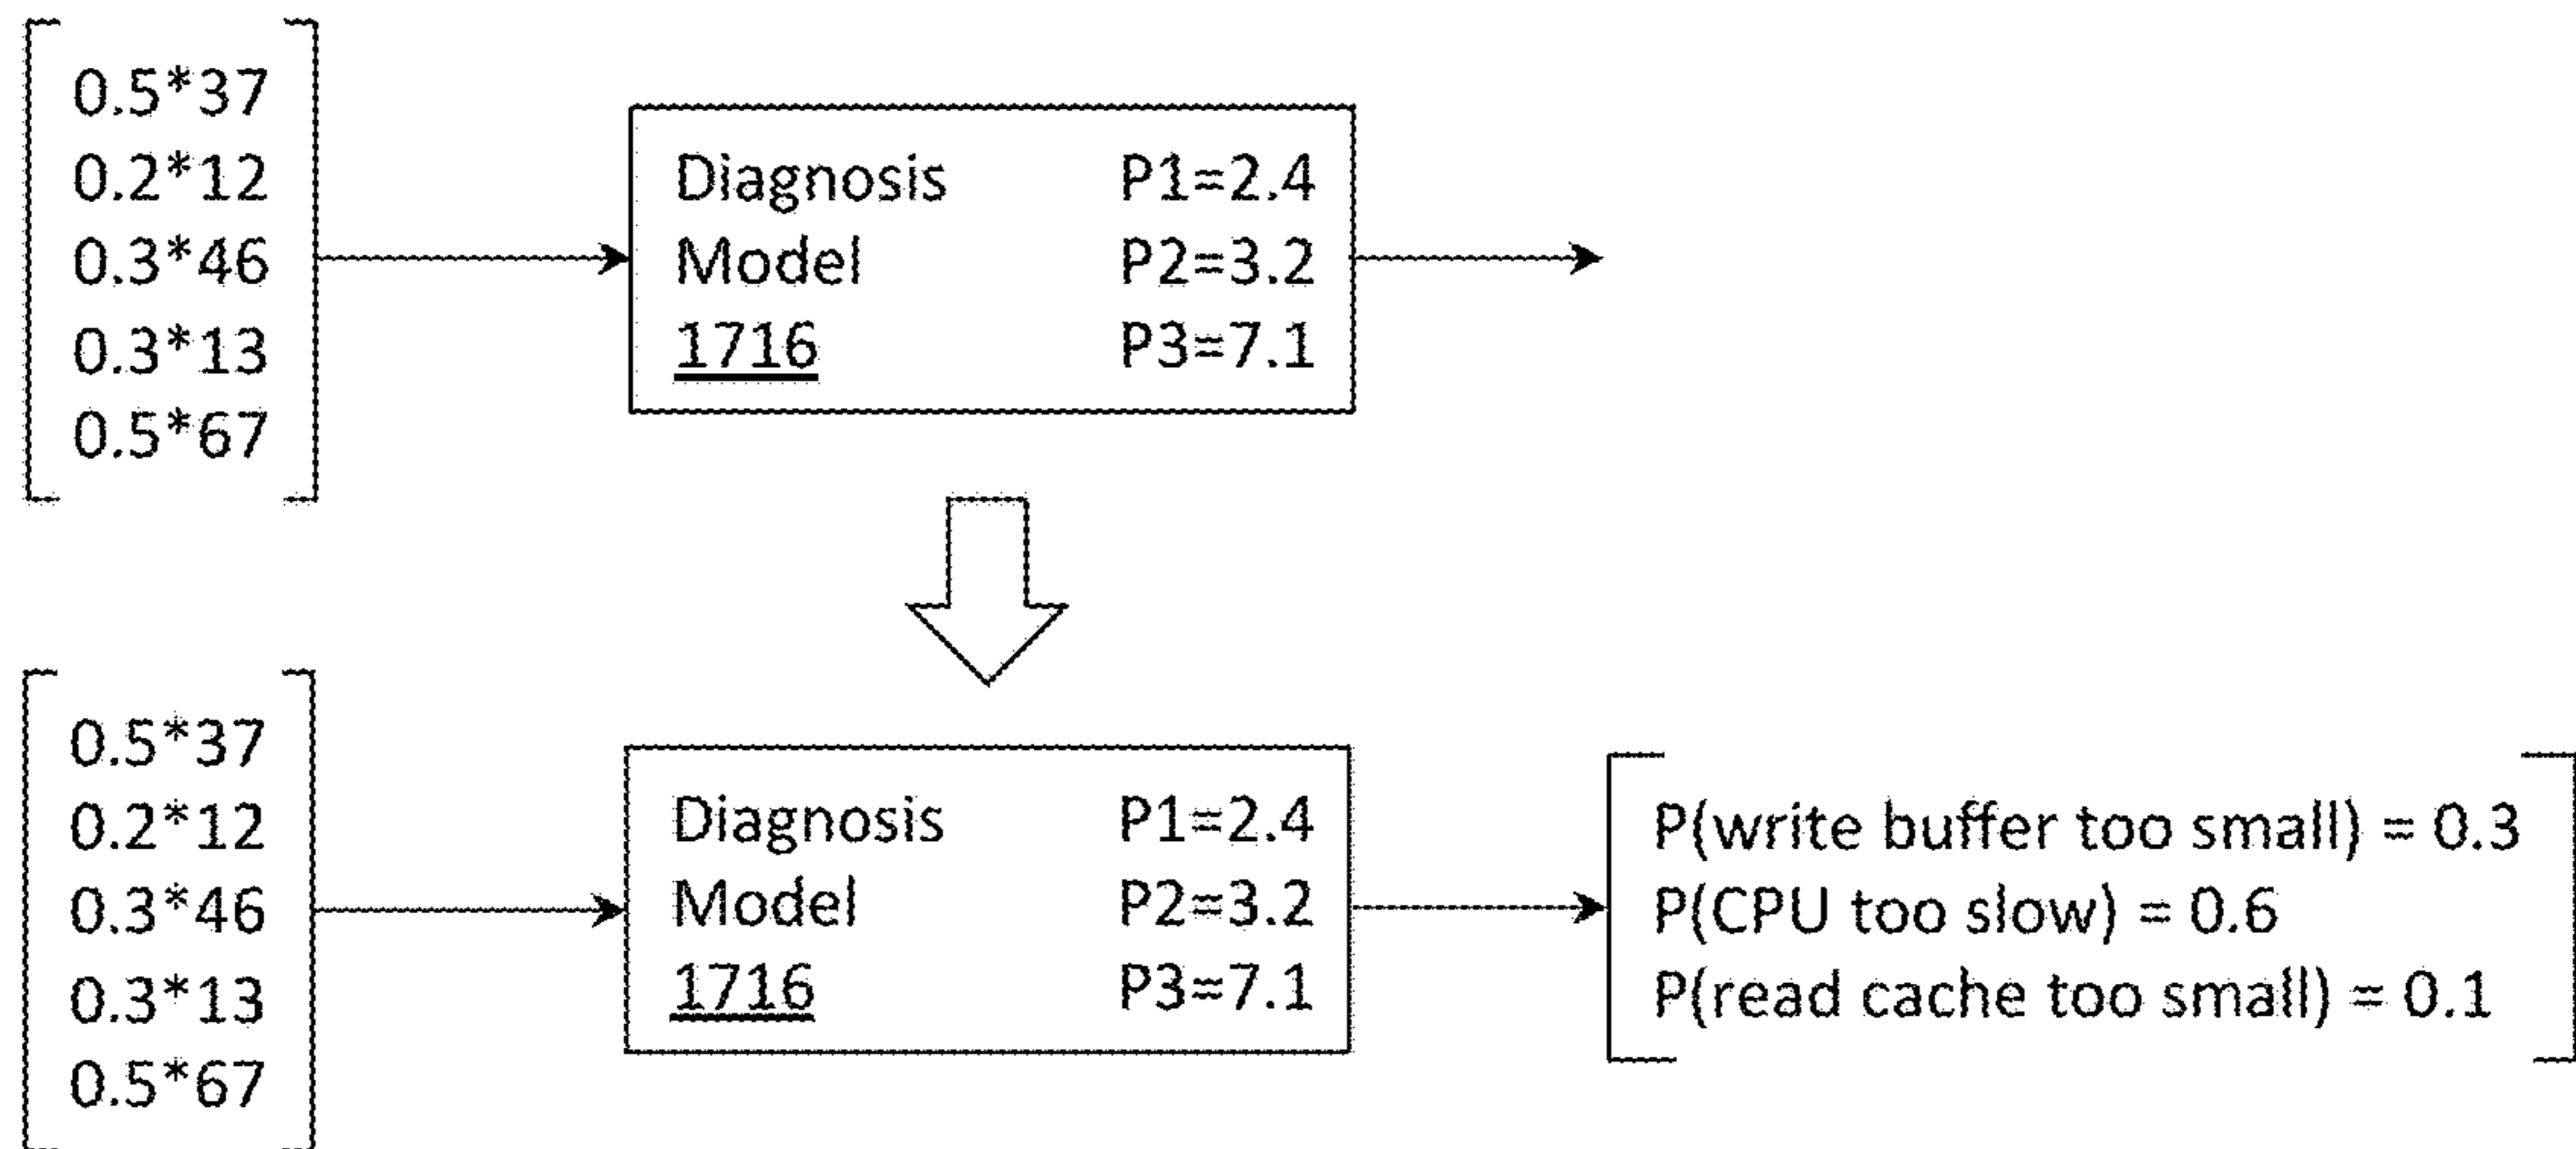 0.5*37
0.2*12
0.3*46
0.3*13
0.5*67
Diagnosis P1=2.4
Model P2=3.2
1716 P3=7.1
0.5*37
0.2*12
0.3*46
0.3*13
0.5*67
Diagnosis P1=2.4
Model P2=3.2
1716 P3=7.1
P(write buffer too small) = 0.3
P(CPU too slow) = 0.6
P(read cache too small) = 0.1